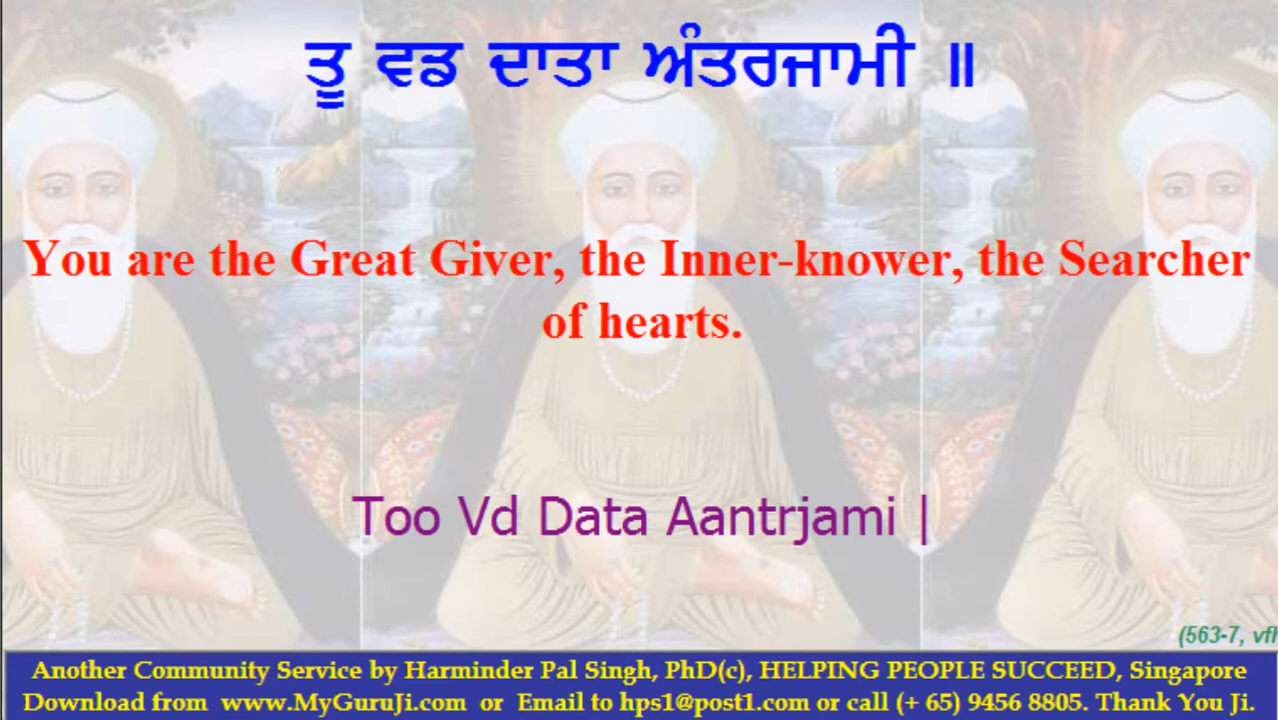 ਤੂ ਵਡ ਦਾਤਾ ਅੰਤਰਜਾਮੀ ॥
You are the Great Giver, the Inner-knower, the Searcher
of hearts.
Too Vd Data Aantrjami |
(563-7,
Another Community Service by Harminder Pal Singh, PhD(c), HELPING PEOPLE SUCCEED, Singapore
Download from www.MyGuruJi.com or Email to hps1@post1.com or call (+ 65) 9456 8805. Thank You Ji.